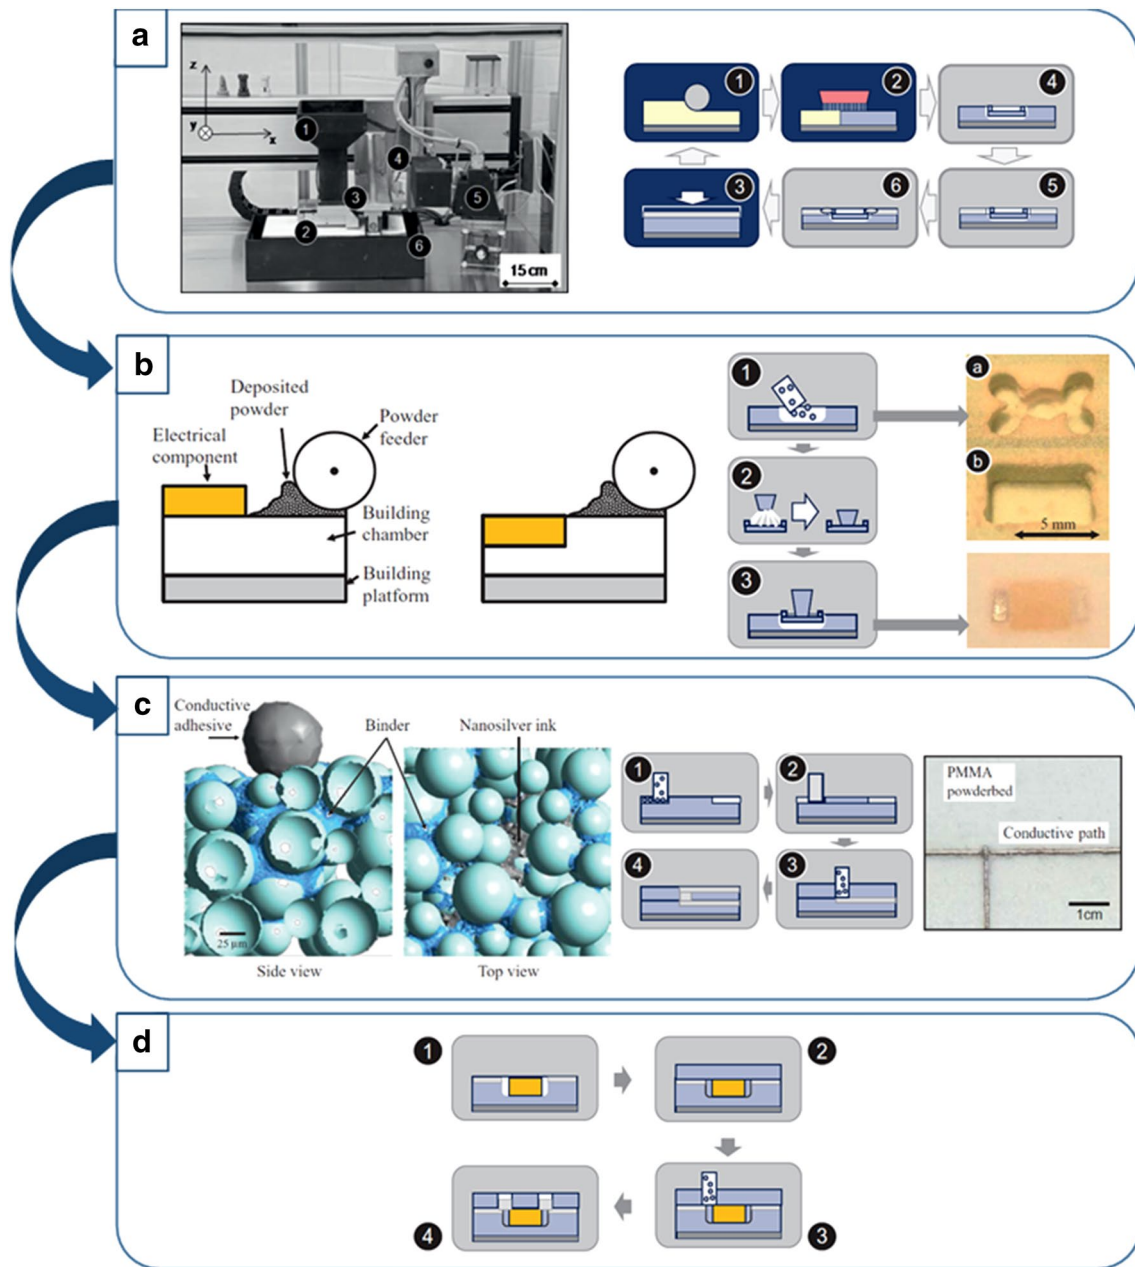 a
z
y
x
1
2
3
4
5
6
15cm
1
2
4
3
6
5
b
Deposited
powder
Powder
feeder
Electrical
component
Building
chamber
Building
platform
1
2
3
a
b
5 mm
c
Conductive
adhesive
Binder
Nanosilver ink
25 μm
Side view
Top view
1
2
4
3
PMMA
powderbed
Conductive path
1cm
d
1
2
4
3